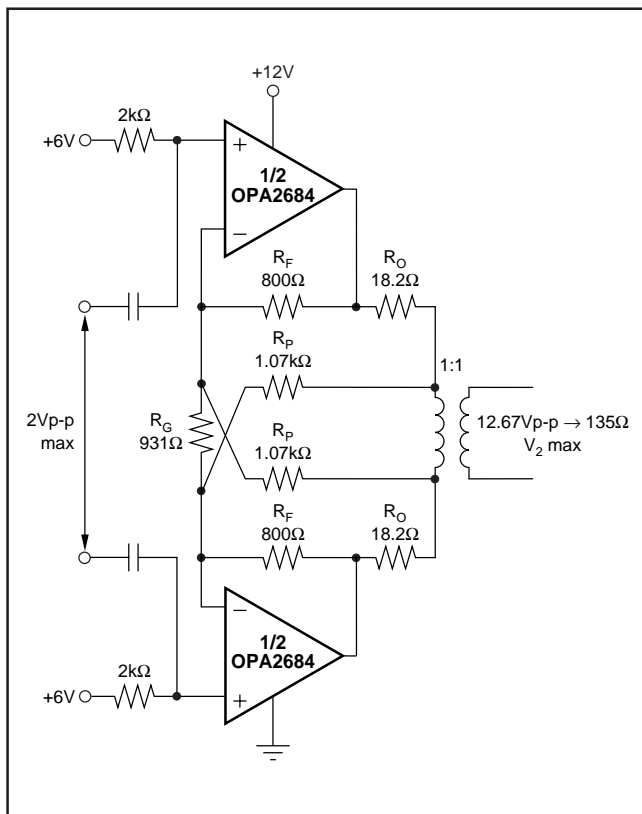 +12V
2kΩ
+6V
+
1/2
OPA2684
−
R_F
800Ω
R_O
18.2Ω
R_P
1.07kΩ
1:1
2Vp-p
max
R_G
931Ω
12.67Vp-p → 135Ω
V_2 max
R_P
1.07kΩ
R_F
800Ω
R_O
18.2Ω
−
1/2
OPA2684
+
2kΩ
+6V